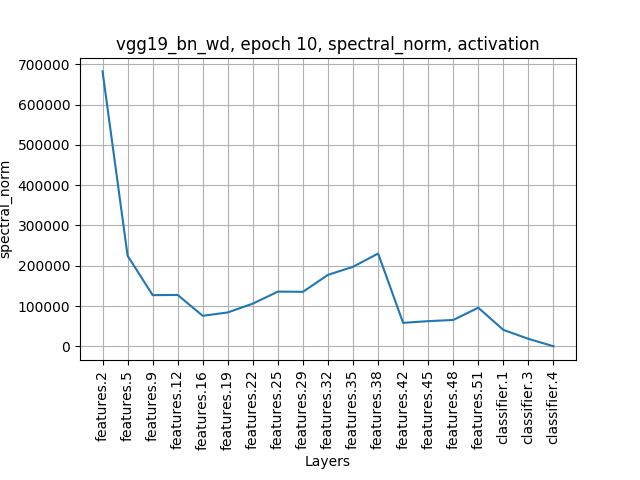 vgg19_bn_wd, epoch 10, spectral_norm, activation
700000
600000
500000
400000
300000
200000
100000
0
spectral_norm
features.2
features.5
features.9
features.12
features.16
features.19
features.22
features.25
features.29
features.32
features.35
features.38
features.42
features.45
features.48
features.51
classifier.1
classifier.3
classifier.4
Layers